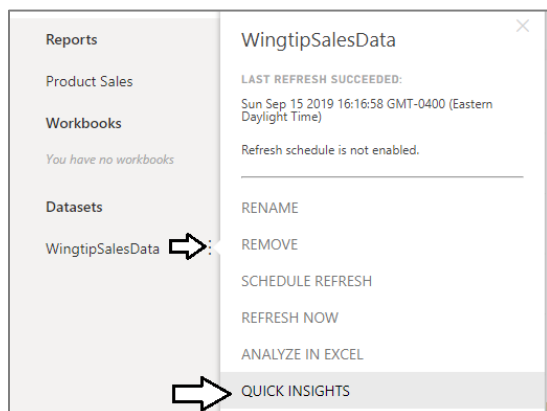 Reports
Product Sales
Workbooks
You have no workbooks
Datasets
WingtipSalesData
WingtipSalesData
LAST REFRESH SUCCEEDED:
Sun Sep 15 2019 16:16:58 GMT-0400 (Eastern
Daylight Time)
Refresh schedule is not enabled.
RENAME
REMOVE
SCHEDULE REFRESH
REFRESH NOW
ANALYZE IN EXCEL
QUICK INSIGHTS